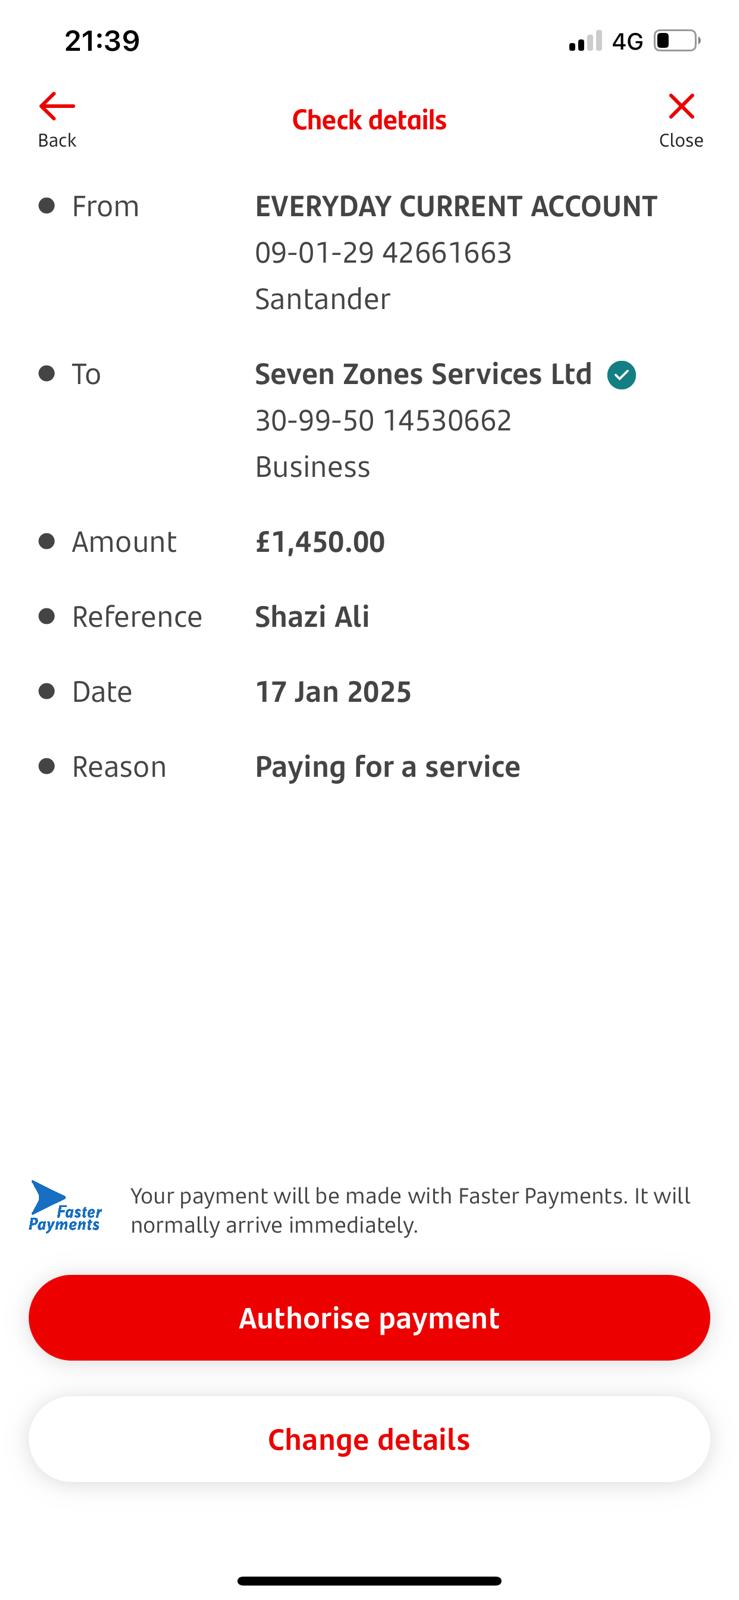 21:39
4G
Back
Check details
Close
From
EVERYDAY CURRENT ACCOUNT
09-01-29 42661663
Santander
To
Seven Zones Services Ltd
30-99-50 14530662
Business
Amount
£1,450.00
Reference
Shazi Ali
Date
17 Jan 2025
Reason
Paying for a service
Faster
Payments
Your payment will be made with Faster Payments. It will
normally arrive immediately.
Authorise payment
Change details